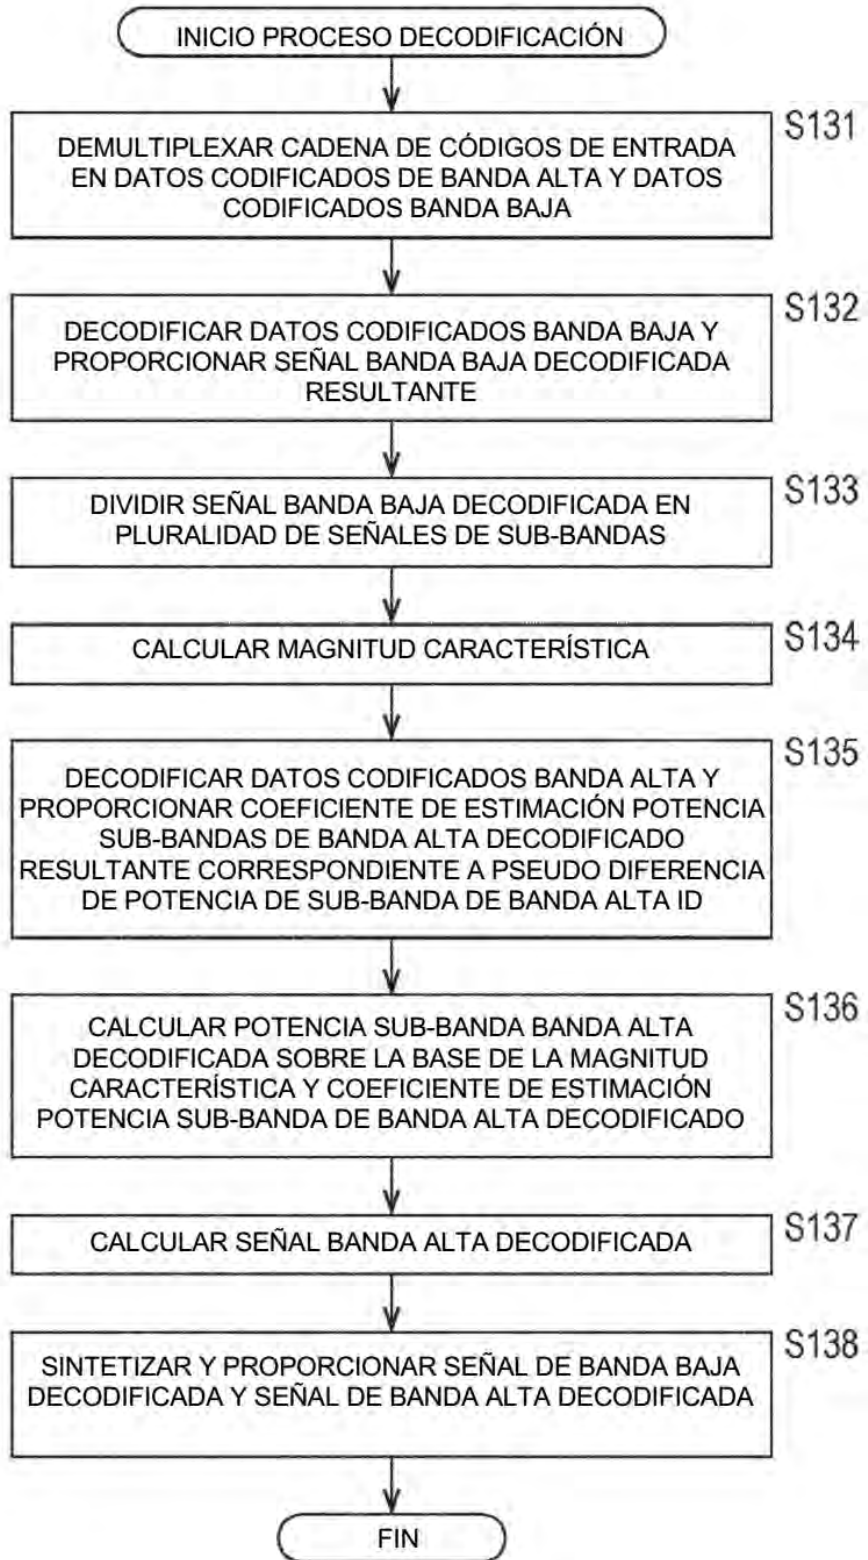 INICIO PROCESO DECODIFICACIÓN
S131
DEMULTIPLEXAR CADENA DE CÓDIGOS DE ENTRADA
EN DATOS CODIFICADOS DE BANDA ALTA Y DATOS
CODIFICADOS BANDA BAJA
S132
DECODIFICAR DATOS CODIFICADOS BANDA BAJA Y
PROPORCIONAR SEÑAL BANDA BAJA DECODIFICADA
RESULTANTE
S133
DIVIDIR SEÑAL BANDA BAJA DECODIFICADA EN
PLURALIDAD DE SEÑALES DE SUB-BANDAS
S134
CALCULAR MAGNITUD CARACTERÍSTICA
S135
DECODIFICAR DATOS CODIFICADOS BANDA ALTA Y
PROPORCIONAR COEFICIENTE DE ESTIMACIÓN POTENCIA
SUB-BANDAS DE BANDA ALTA DECODIFICADO
RESULTANTE CORRESPONDIENTE A PSEUDO DIFERENCIA
DE POTENCIA DE SUB-BANDA DE BANDA ALTA ID
S136
CALCULAR POTENCIA SUB-BANDA BANDA ALTA
DECODIFICADA SOBRE LA BASE DE LA MAGNITUD
CARACTERÍSTICA Y COEFICIENTE DE ESTIMACIÓN
POTENCIA SUB-BANDA DE BANDA ALTA DECODIFICADO
S137
CALCULAR SEÑAL BANDA ALTA DECODIFICADA
S138
SINTETIZAR Y PROPORCIONAR SEÑAL DE BANDA BAJA
DECODIFICADA Y SEÑAL DE BANDA ALTA DECODIFICADA
FIN